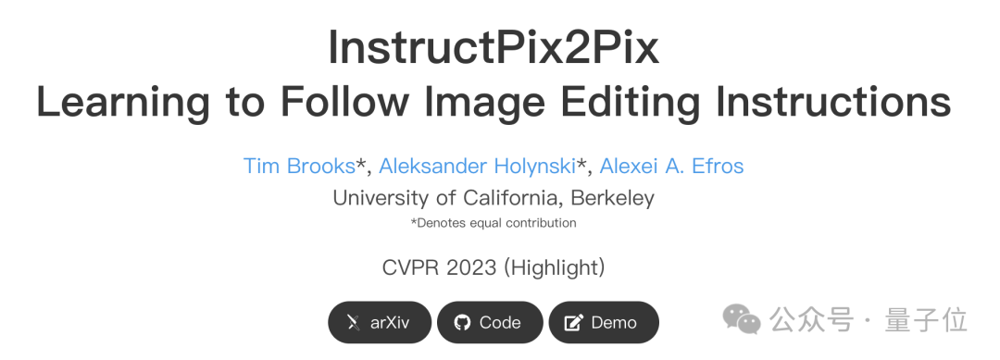 InstructPix2Pix
Learning to Follow Image Editing Instructions
Tim Brooks*, Aleksander Holynski*, Alexei A. Efros
University of California, Berkeley
*Denotes equal contribution
CVPR 2023 (Highlight)
arXiv Code Demo
公众号 · 量子位